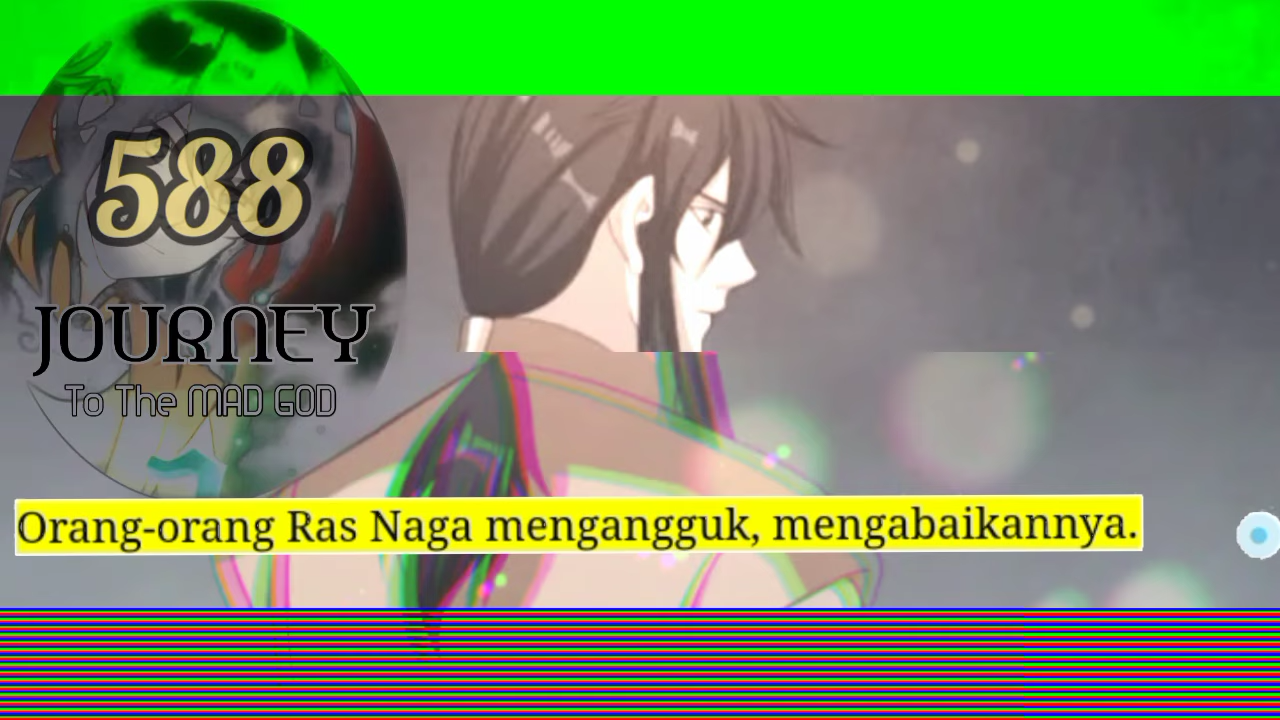 588
JOURNEY
To The MAD GOD
Orang-orang Ras Naga mengangguk, mengabaikannya.